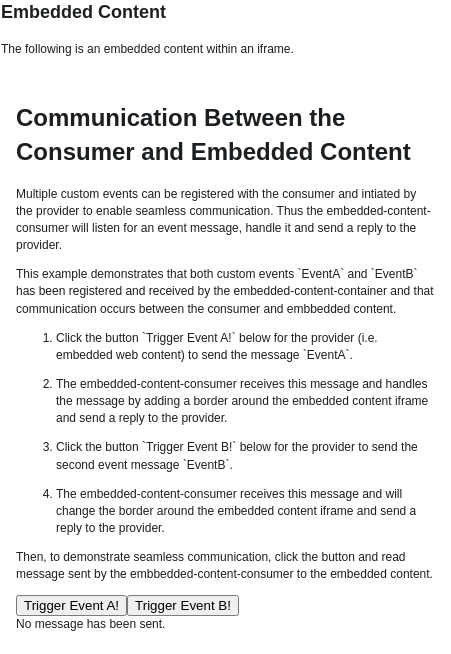 Embedded Content
The following is an embedded content within an iframe.
Communication Between the
Consumer and Embedded Content
Multiple custom events can be registered with the consumer and intiated by
the provider to enable seamless communication. Thus the embedded-content-
consumer will listen for an event message, handle it and send a reply to the
provider.
This example demonstrates that both custom events `EventA` and `EventB`
has been registered and received by the embedded-content-container and that
communication occurs between the consumer and embbedded content.
1. Click the button `Trigger Event A!` below for the provider (i.e.
embedded web content) to send the message `EventA`.
2. The embedded-content-consumer receives this message and handles
the message by adding a border around the embedded content iframe
and send a reply to the provider.
3. Click the button `Trigger Event B!` below for the provider to send the
second event message `EventB`.
4. The embedded-content-consumer receives this message and will
change the border around the embedded content iframe and send a
reply to the provider.
Then, to demonstrate seamless communication, click the button and read
message sent by the embbedded-content-consumer to the embedded content.
Trigger Event A! Trigger Event B!
No message has been sent.